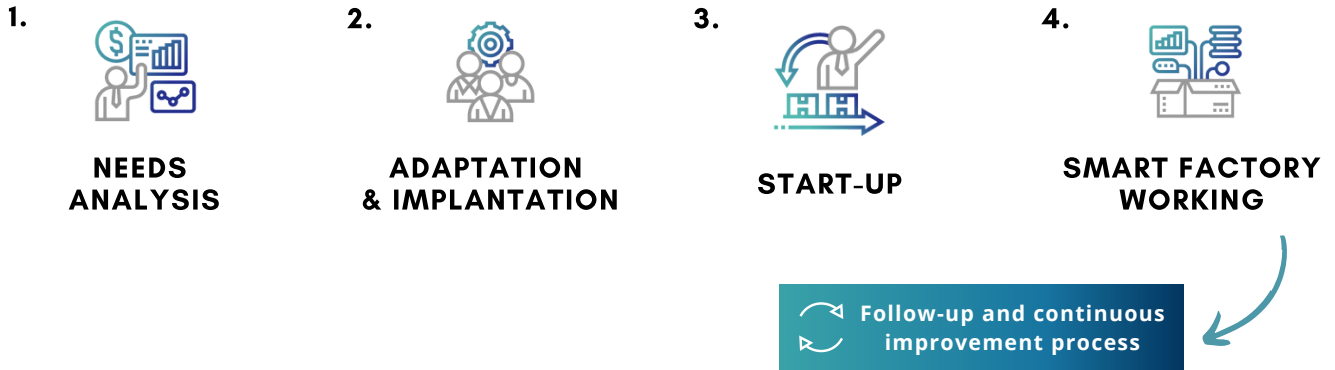 1.
NEEDS
ANALYSIS
2.
ADAPTATION
& IMPLANTATION
3.
START-UP
4.
SMART FACTORY
WORKING
Follow-up and continuous
improvement process